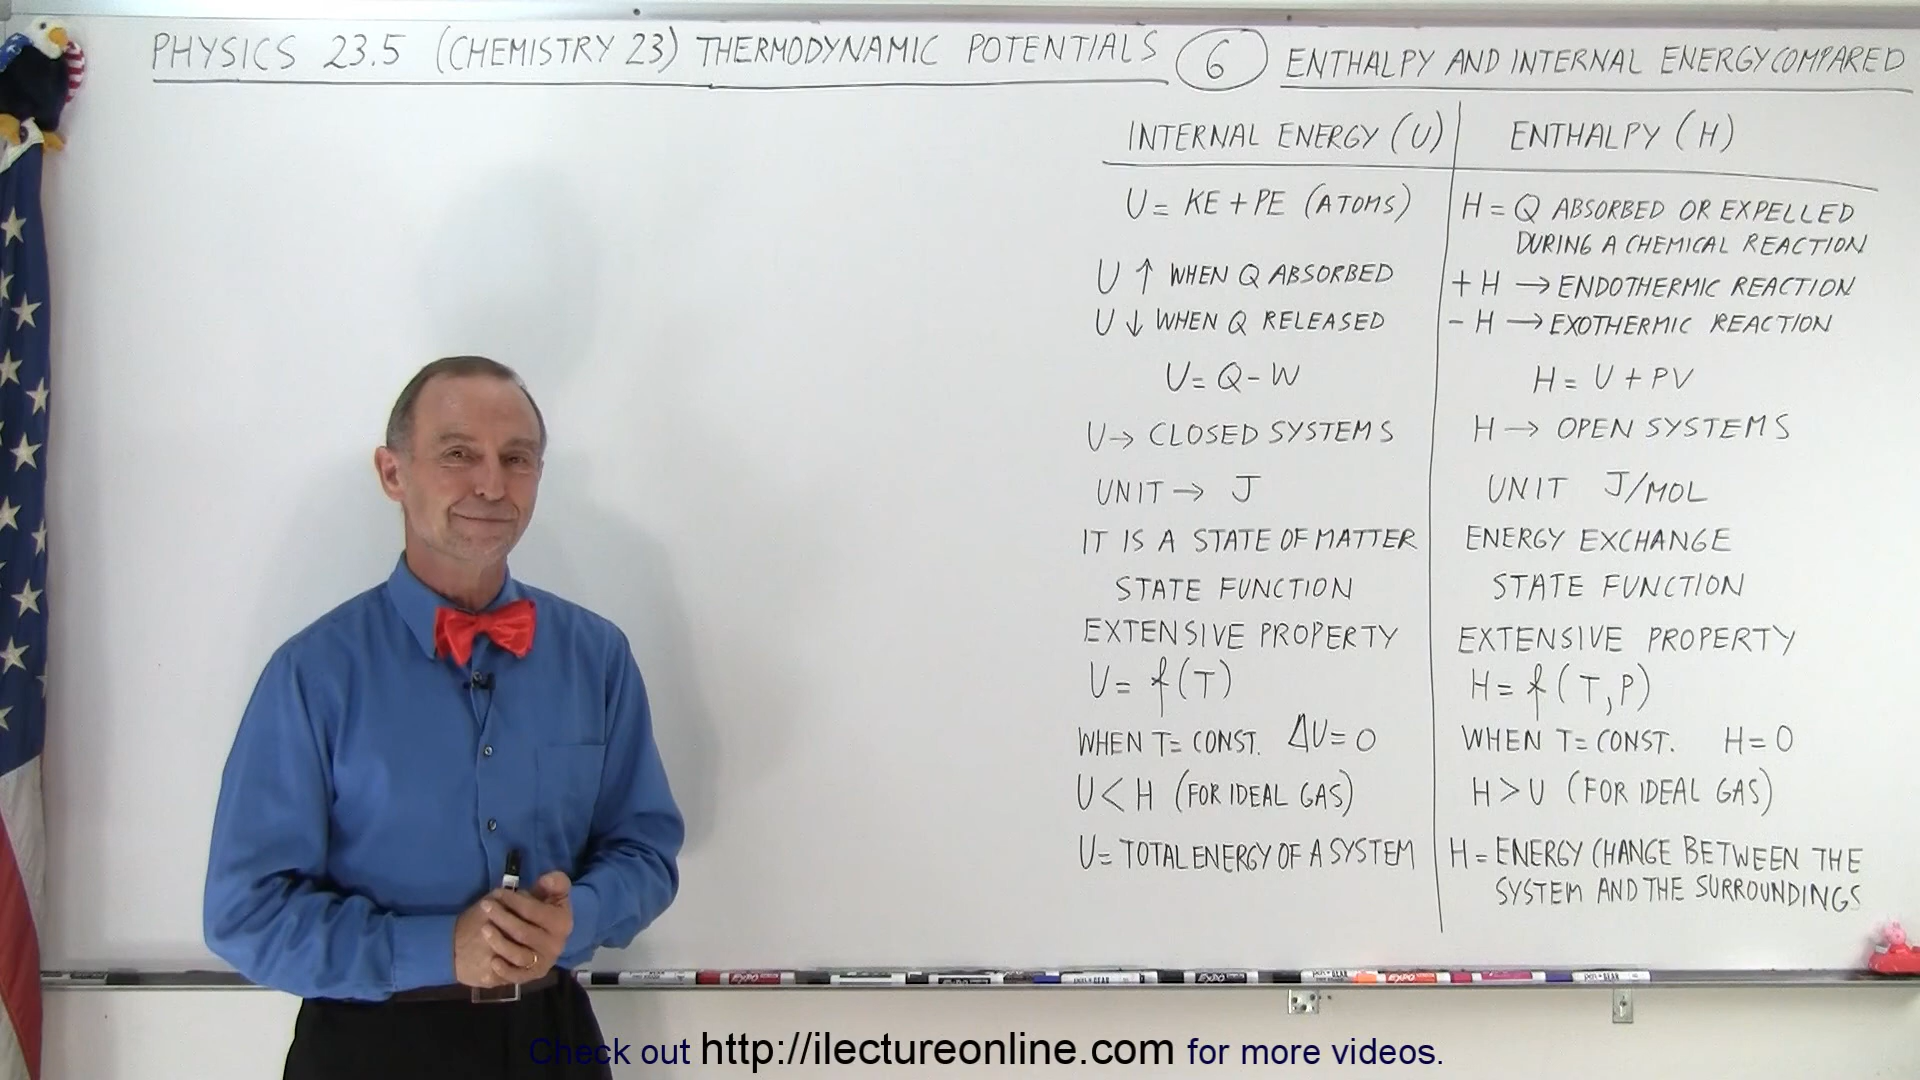 PHYSICS 23.5 (CHEMISTRY 23) THERMODYNAMIC POTENTIALS 6 ENTHALPY AND INTERNAL ENERGY COMPARED
INTERNAL ENERGY (U)
U = KE + PE (ATOMS)
U ↑ WHEN Q ABSORBED
U ↓ WHEN Q RELEASED
U = Q - W
U → CLOSED SYSTEMS
UNIT → J
IT IS A STATE OF MATTER
STATE FUNCTION
EXTENSIVE PROPERTY
U = f(T)
WHEN T = CONST. ΔU = 0
U < H (FOR IDEAL GAS)
U = TOTAL ENERGY OF A SYSTEM
ENTHALPY (H)
H = Q ABSORBED OR EXPELLED
DURING A CHEMICAL REACTION
+ H → ENDOTHERMIC REACTION
- H → EXOTHERMIC REACTION
H = U + PV
H → OPEN SYSTEMS
UNIT J/MOL
ENERGY EXCHANGE
STATE FUNCTION
EXTENSIVE PROPERTY
H = f(T,P)
WHEN T = CONST. H = 0
H > U (FOR IDEAL GAS)
H = ENERGY CHANGE BETWEEN THE
SYSTEM AND THE SURROUNDINGS
EXPO
EXPO
EXPO
Check out http://ilectureonline.com for more videos.